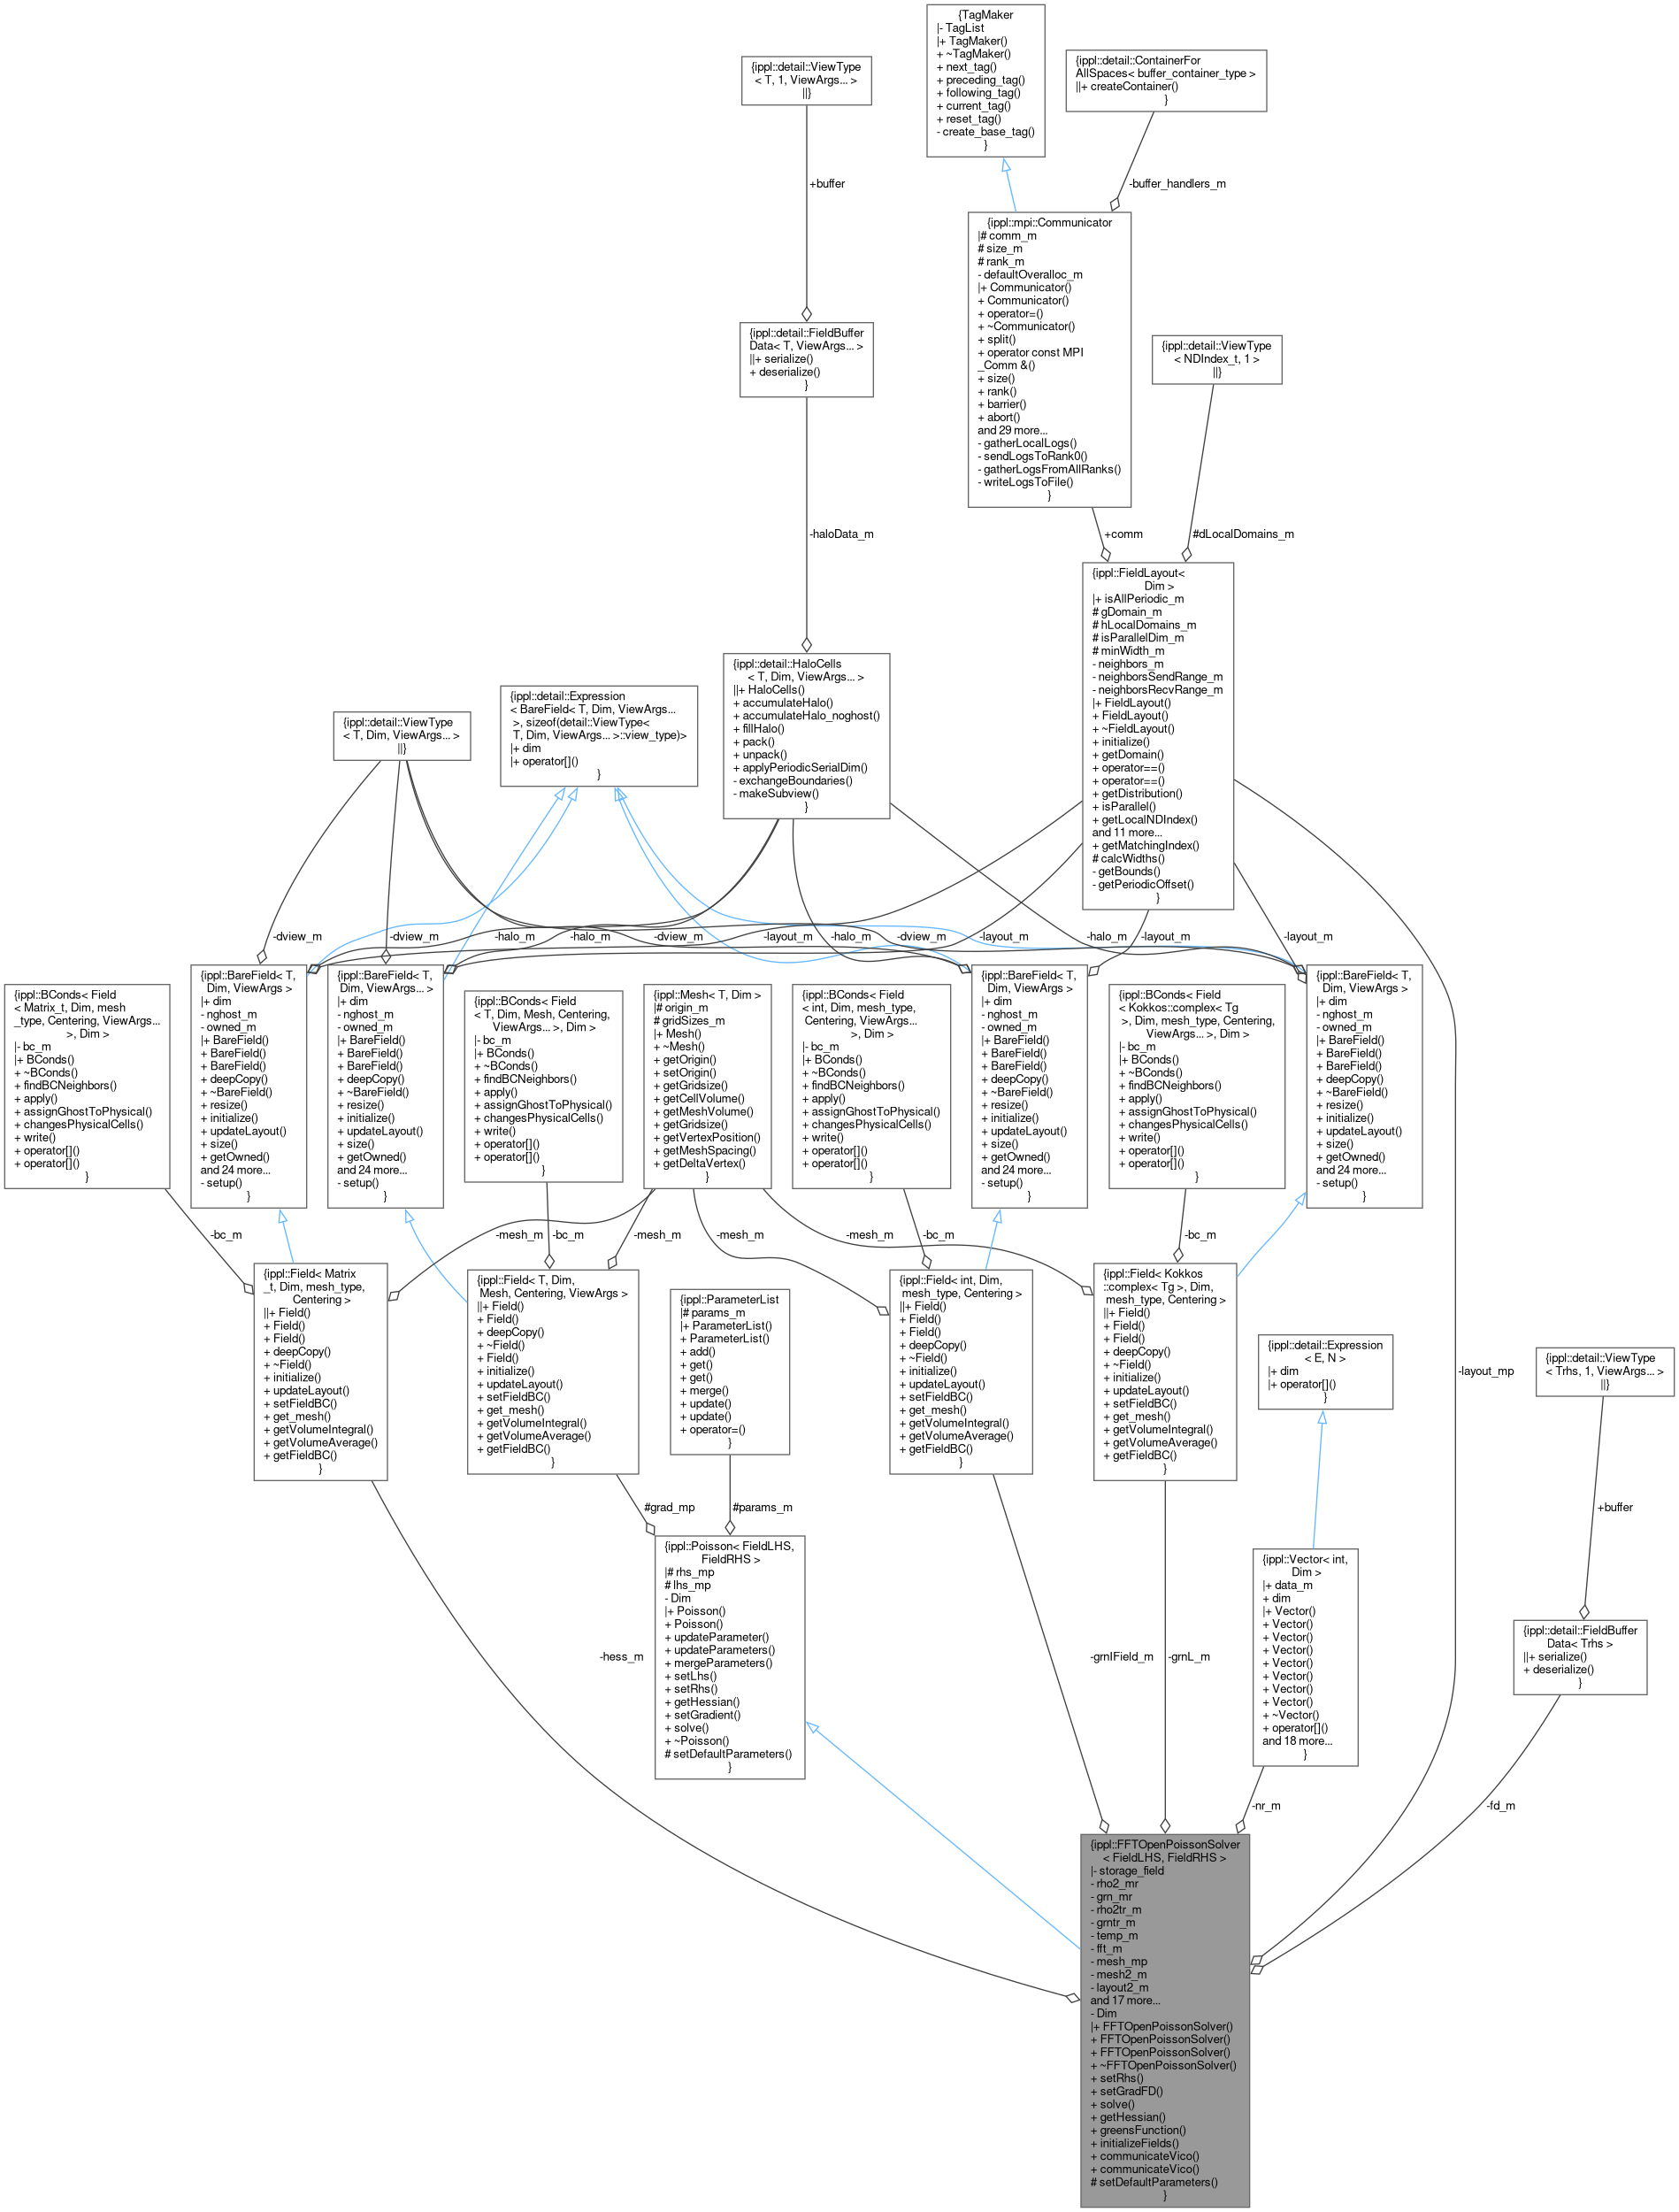 {TagMaker
|- TagList
|+ TagMaker()
+ ~TagMaker()
+ next_tag()
+ preceding_tag()
+ following_tag()
+ current_tag()
+ reset_tag()
- create_base_tag()
}
{ippl::detail::ViewType
< T, 1, ViewArgs... >
||}
{ippl::detail::ContainerFor
AllSpaces< buffer_container_type >
||+ createContainer()
}
+buffer
-buffer_handlers_m
{ippl::mpi::Communicator
|# comm_m
# size_m
# rank_m
- defaultOveralloc_m
|+ Communicator()
+ Communicator()
+ operator=()
+ ~Communicator()
+ split()
+ operator const MPI
_Comm &()
+ size()
+ rank()
+ barrier()
+ abort()
and 29 more...
- gatherLocalLogs()
- sendLogsToRank0()
- gatherLogsFromAllRanks()
- writeLogsToFile()
}
{ippl::detail::FieldBuffer
Data< T, ViewArgs... >
||+ serialize()
+ deserialize()
}
{ippl::detail::ViewType
< NDIndex_t, 1 >
||}
-haloData_m
+comm
#dLocalDomains_m
{ippl::FieldLayout<
Dim >
|+ isAllPeriodic_m
# gDomain_m
# hLocalDomains_m
# isParallelDim_m
# minWidth_m
- neighbors_m
- neighborsSendRange_m
- neighborsRecvRange_m
|+ FieldLayout()
+ FieldLayout()
+ ~FieldLayout()
+ initialize()
+ getDomain()
+ operator==()
+ operator==()
+ getDistribution()
+ isParallel()
+ getLocalNDIndex()
and 11 more...
+ getMatchingIndex()
# calcWidths()
- getBounds()
- getPeriodicOffset()
}
{ippl::detail::HaloCells
< T, Dim, ViewArgs... >
||+ HaloCells()
+ accumulateHalo()
+ accumulateHalo_noghost()
+ fillHalo()
+ pack()
+ unpack()
+ applyPeriodicSerialDim()
- exchangeBoundaries()
- makeSubview()
}
{ippl::detail::Expression
< BareField< T, Dim, ViewArgs...
>, sizeof(detail::ViewType<
T, Dim, ViewArgs... >::view_type)>
|+ dim
|+ operator[]()
}
{ippl::detail::ViewType
< T, Dim, ViewArgs... >
||}
-dview_m
-dview_m
-halo_m
-halo_m
-dview_m
-layout_m
-halo_m
-dview_m
-layout_m
-halo_m
-layout_m
-layout_m
{ippl::BConds< Field
< Matrix_t, Dim, mesh
_type, Centering, ViewArgs...
>, Dim >
|- bc_m
|+ BConds()
+ ~BConds()
+ findBCNeighbors()
+ apply()
+ assignGhostToPhysical()
+ changesPhysicalCells()
+ write()
+ operator[]()
+ operator[]()
}
{ippl::BareField< T,
Dim, ViewArgs >
|+ dim
- nghost_m
- owned_m
|+ BareField()
+ BareField()
+ BareField()
+ deepCopy()
+ ~BareField()
+ resize()
+ initialize()
+ updateLayout()
+ size()
+ getOwned()
and 24 more...
- setup()
}
{ippl::BareField< T,
Dim, ViewArgs... >
|+ dim
- nghost_m
- owned_m
|+ BareField()
+ BareField()
+ BareField()
+ deepCopy()
+ ~BareField()
+ resize()
+ initialize()
+ updateLayout()
+ size()
+ getOwned()
and 24 more...
- setup()
}
{ippl::BConds< Field
< T, Dim, Mesh, Centering,
ViewArgs... >, Dim >
|- bc_m
|+ BConds()
+ ~BConds()
+ findBCNeighbors()
+ apply()
+ assignGhostToPhysical()
+ changesPhysicalCells()
+ write()
+ operator[]()
+ operator[]()
}
{ippl::Mesh< T, Dim >
|# origin_m
# gridSizes_m
|+ Mesh()
+ ~Mesh()
+ getOrigin()
+ setOrigin()
+ getGridsize()
+ getCellVolume()
+ getMeshVolume()
+ getGridsize()
+ getVertexPosition()
+ getMeshSpacing()
+ getDeltaVertex()
}
{ippl::BConds< Field
< int, Dim, mesh_type,
Centering, ViewArgs...
>, Dim >
|- bc_m
|+ BConds()
+ ~BConds()
+ findBCNeighbors()
+ apply()
+ assignGhostToPhysical()
+ changesPhysicalCells()
+ write()
+ operator[]()
+ operator[]()
}
{ippl::BareField< T,
Dim, ViewArgs >
|+ dim
- nghost_m
- owned_m
|+ BareField()
+ BareField()
+ BareField()
+ deepCopy()
+ ~BareField()
+ resize()
+ initialize()
+ updateLayout()
+ size()
+ getOwned()
and 24 more...
- setup()
}
{ippl::BConds< Field
< Kokkos::complex< Tg
>, Dim, mesh_type, Centering,
ViewArgs... >, Dim >
|- bc_m
|+ BConds()
+ ~BConds()
+ findBCNeighbors()
+ apply()
+ assignGhostToPhysical()
+ changesPhysicalCells()
+ write()
+ operator[]()
+ operator[]()
}
{ippl::BareField< T,
Dim, ViewArgs >
|+ dim
- nghost_m
- owned_m
|+ BareField()
+ BareField()
+ BareField()
+ deepCopy()
+ ~BareField()
+ resize()
+ initialize()
+ updateLayout()
+ size()
+ getOwned()
and 24 more...
- setup()
}
-bc_m
-mesh_m
-bc_m
-mesh_m
-mesh_m
-mesh_m
-bc_m
-bc_m
{ippl::Field< Matrix
_t, Dim, mesh_type,
Centering >
||+ Field()
+ Field()
+ Field()
+ deepCopy()
+ ~Field()
+ initialize()
+ updateLayout()
+ setFieldBC()
+ get_mesh()
+ getVolumeIntegral()
+ getVolumeAverage()
+ getFieldBC()
}
{ippl::Field< T, Dim,
Mesh, Centering, ViewArgs >
||+ Field()
+ Field()
+ deepCopy()
+ ~Field()
+ Field()
+ initialize()
+ updateLayout()
+ setFieldBC()
+ get_mesh()
+ getVolumeIntegral()
+ getVolumeAverage()
+ getFieldBC()
}
{ippl::ParameterList
|# params_m
|+ ParameterList()
+ ParameterList()
+ add()
+ get()
+ get()
+ merge()
+ update()
+ update()
+ operator=()
}
{ippl::Field< int, Dim,
mesh_type, Centering >
||+ Field()
+ Field()
+ Field()
+ deepCopy()
+ ~Field()
+ initialize()
+ updateLayout()
+ setFieldBC()
+ get_mesh()
+ getVolumeIntegral()
+ getVolumeAverage()
+ getFieldBC()
}
{ippl::Field< Kokkos
::complex< Tg >, Dim,
mesh_type, Centering >
||+ Field()
+ Field()
+ Field()
+ deepCopy()
+ ~Field()
+ initialize()
+ updateLayout()
+ setFieldBC()
+ get_mesh()
+ getVolumeIntegral()
+ getVolumeAverage()
+ getFieldBC()
}
{ippl::detail::Expression
< E, N >
|+ dim
|+ operator[]()
}
-layout_mp
{ippl::detail::ViewType
< Trhs, 1, ViewArgs... >
||}
#grad_mp
#params_m
+buffer
{ippl::Poisson< FieldLHS,
FieldRHS >
|# rhs_mp
# lhs_mp
- Dim
|+ Poisson()
+ Poisson()
+ updateParameter()
+ updateParameters()
+ mergeParameters()
+ setLhs()
+ setRhs()
+ getHessian()
+ setGradient()
+ solve()
+ ~Poisson()
# setDefaultParameters()
}
{ippl::Vector< int,
Dim >
|+ data_m
+ dim
|+ Vector()
+ Vector()
+ Vector()
+ Vector()
+ Vector()
+ Vector()
+ Vector()
+ Vector()
+ ~Vector()
+ operator[]()
and 18 more...
}
{ippl::detail::FieldBuffer
Data< Trhs >
||+ serialize()
+ deserialize()
}
-hess_m
-grnIField_m
-grnL_m
-nr_m
-fd_m
{ippl::FFTOpenPoissonSolver
< FieldLHS, FieldRHS >
|- storage_field
- rho2_mr
- grn_mr
- rho2tr_m
- grntr_m
- temp_m
- fft_m
- mesh_mp
- mesh2_m
- layout2_m
and 17 more...
- Dim
|+ FFTOpenPoissonSolver()
+ FFTOpenPoissonSolver()
+ FFTOpenPoissonSolver()
+ ~FFTOpenPoissonSolver()
+ setRhs()
+ setGradFD()
+ solve()
+ getHessian()
+ greensFunction()
+ initializeFields()
+ communicateVico()
+ communicateVico()
# setDefaultParameters()
}